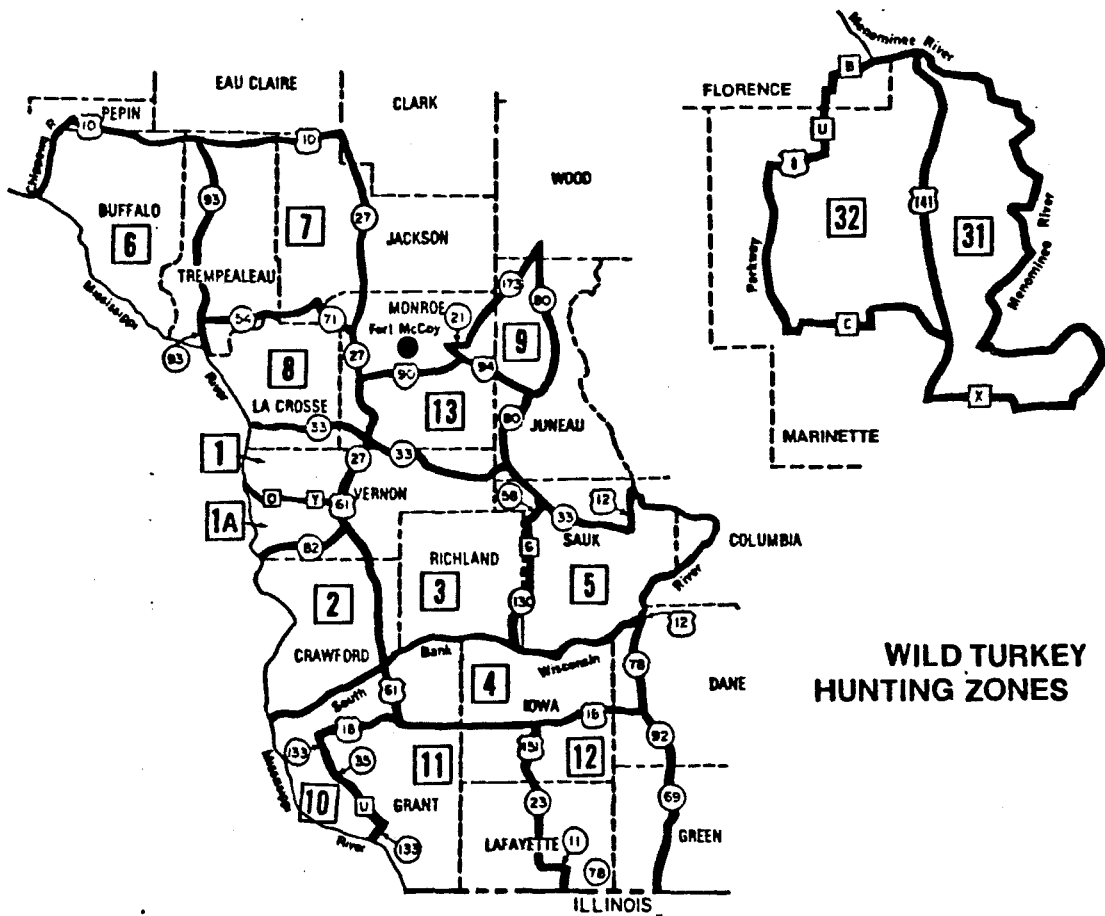 Menominee River
EAU CLAIRE
PEPIN
CLARK
FLORENCE
B
Chippewa R.
10
10
U
WOOD
8
93
27
BUFFALO
6
7
JACKSON
32
141
31
Menominee River
Parkway
TREMPEALEAU
Mississippi
173
80
MONROE
Fort McCoy
21
54
71
C
93
River
8
27
90
9
94
LA CROSSE
13
80
JUNEAU
X
33
MARINETTE
1
27
33
VERNON
O
Y
61
58
12
1A
33
SAUK
COLUMBIA
82
RICHLAND
G
2
3
130
5
River
12
CRAWFORD
Bank
Wisconsin
78
WILD TURKEY
HUNTING ZONES
South
61
4
IOWA
DANE
18
18
133
35
11
151
12
92
10
U
GRANT
23
69
River
133
LAFAYETTE
11
GREEN
78
Mississippi
ILLINOIS